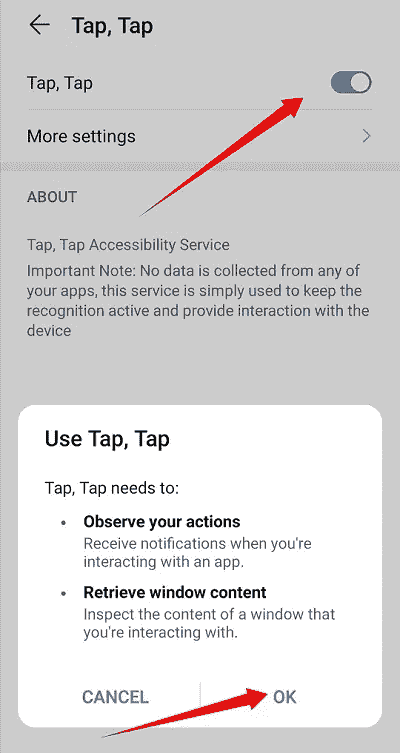 Tap, Tap
Tap, Tap
More settings
ABOUT
Tap, Tap Accessibility Service
Important Note: No data is collected from any of
your apps, this service is simply used to keep the
recognition active and provide interaction with the
device
Use Tap, Tap
Tap, Tap needs to:
• Observe your actions
Receive notifications when you're
interacting with an app.
• Retrieve window content
Inspect the content of a window that
you're interacting with.
CANCEL OK